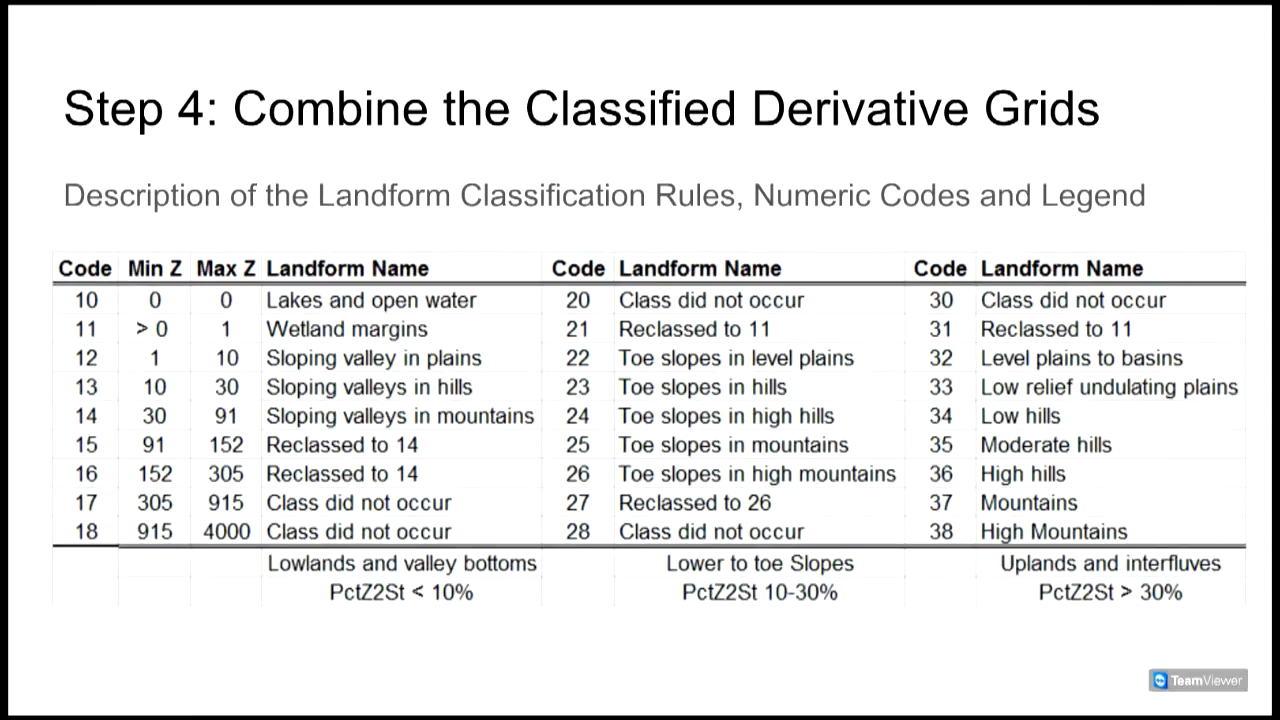 Step 4: Combine the Classified Derivative Grids
Description of the Landform Classification Rules, Numeric Codes and Legend
Code Min Z Max Z Landform Name Code Landform Name Code Landform Name
10 0 0 Lakes and open water 20 Class did not occur 30 Class did not occur
11 > 0 1 Wetland margins 21 Reclassed to 11 31 Reclassed to 11
12 1 10 Sloping valley in plains 22 Toe slopes in level plains 32 Level plains to basins
13 10 30 Sloping valleys in hills 23 Toe slopes in hills 33 Low relief undulating plains
14 30 91 Sloping valleys in mountains 24 Toe slopes in high hills 34 Low hills
15 91 152 Reclassed to 14 25 Toe slopes in mountains 35 Moderate hills
16 152 305 Reclassed to 14 26 Toe slopes in high mountains 36 High hills
17 305 915 Class did not occur 27 Reclassed to 26 37 Mountains
18 915 4000 Class did not occur 28 Class did not occur 38 High Mountains
Lowlands and valley bottoms Lower to toe Slopes Uplands and interfluves
PctZ2St < 10% PctZ2St 10-30% PctZ2St > 30%
TeamViewer